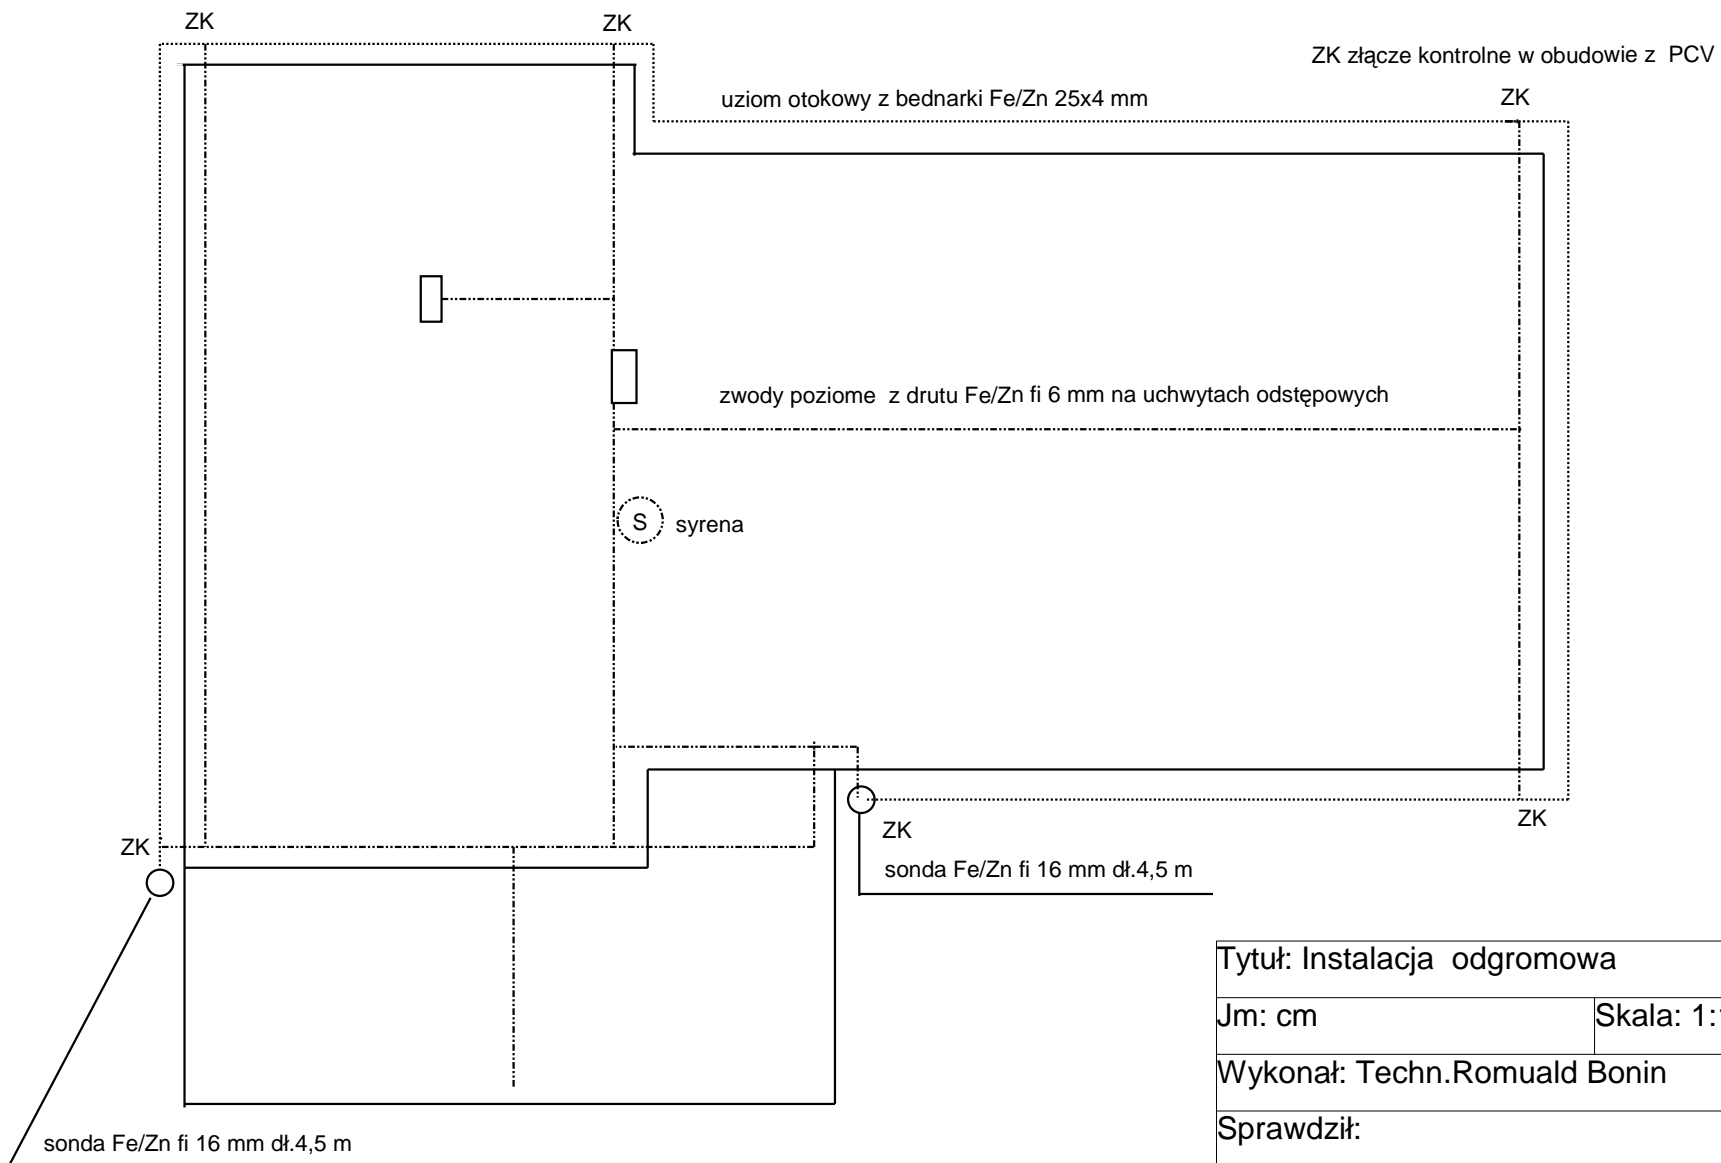 ZK
ZK
ZK złącze kontrolne w obudowie z PCV
uziom otokowy z bednarki Fe/Zn 25x4 mm
ZK
zwody poziome z drutu Fe/Zn fi 6 mm na uchwytach odstępowych
S
syrena
ZK
ZK
ZK
sonda Fe/Zn fi 16 mm dł.4,5 m
Tytuł: Instalacja odgromowa
Jm: cm
Skala: 1:
Wykonał: Techn.Romuald Bonin
Sprawdził:
sonda Fe/Zn fi 16 mm dł.4,5 m